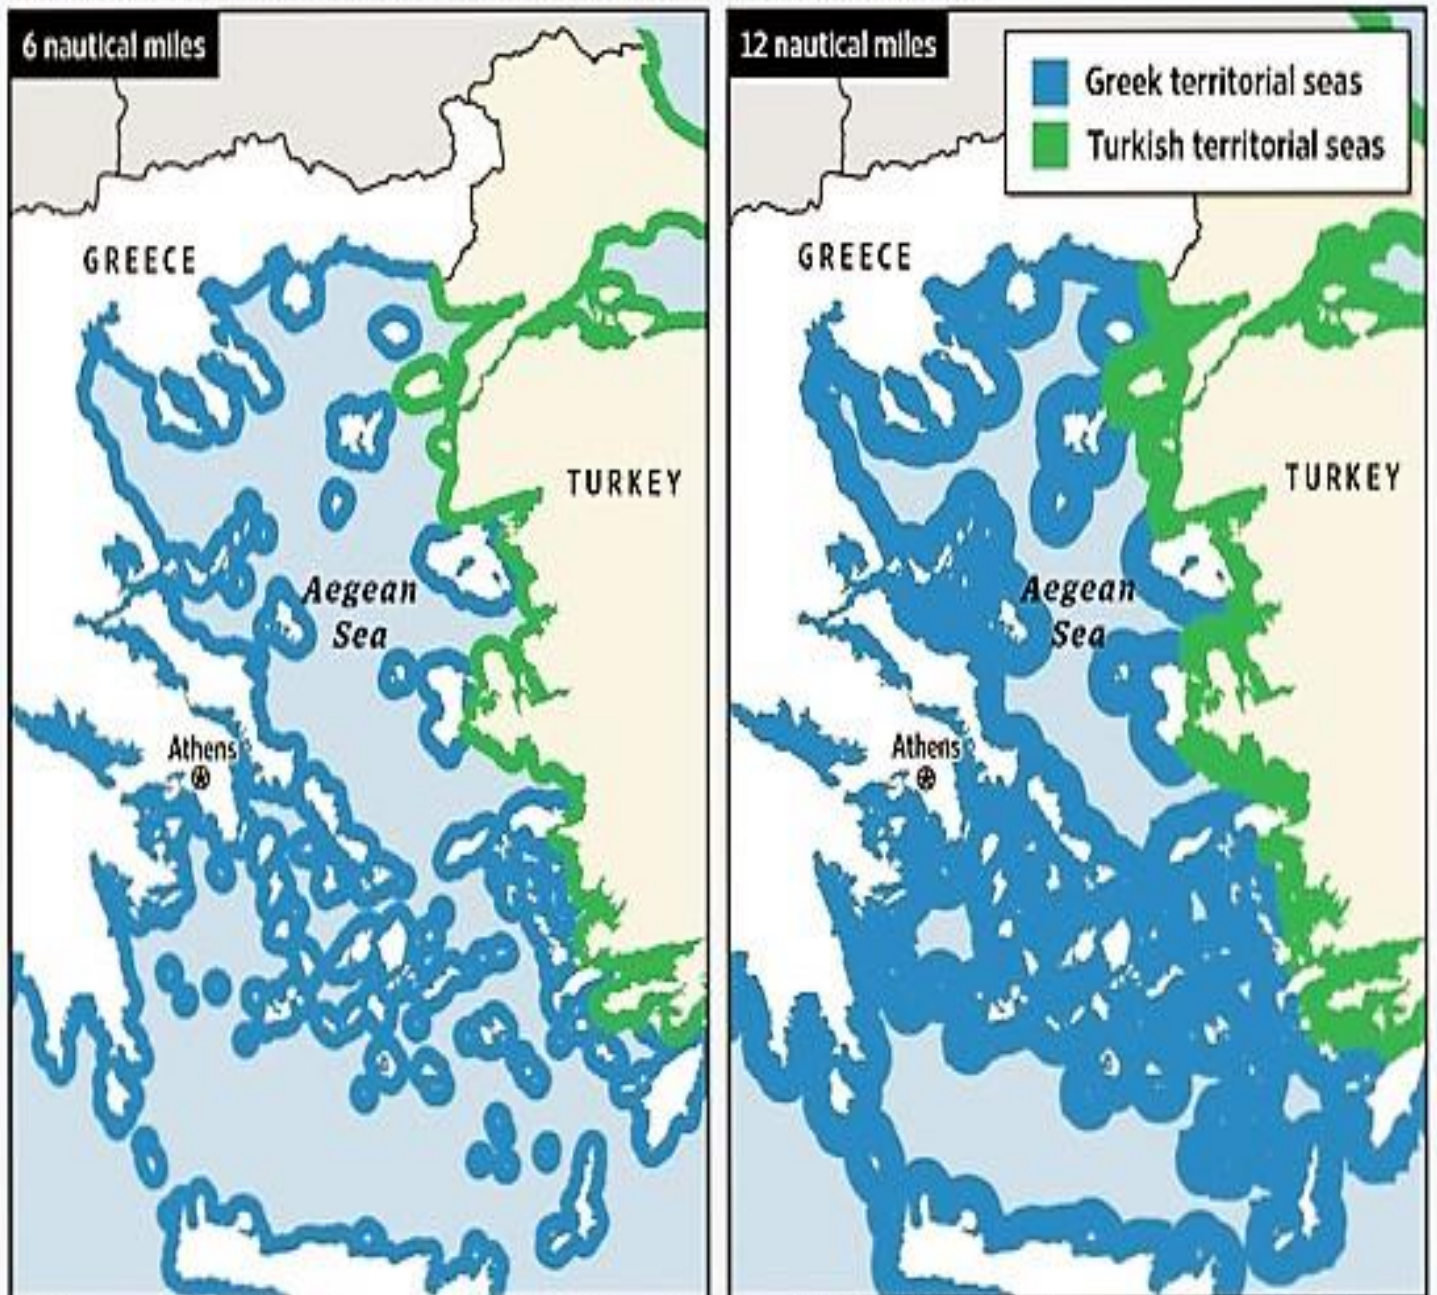 6 nautical miles
GREECE
TURKEY
Aegean
Sea
Athens
12 nautical miles
Greek territorial seas
Turkish territorial seas
GREECE
TURKEY
Aegean
Sea
Athens